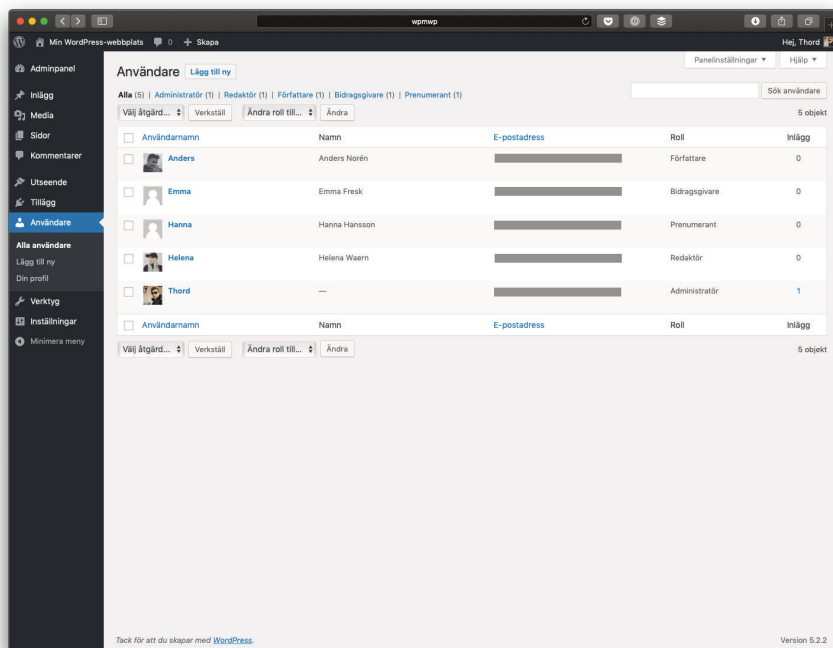 wpmwp
Min WordPress-webbplats 0 Skapa Hej, Thord
Adminpanel
Inlägg
Media
Sidor
Kommentarer
Utseende
Tillägg
Användare
Alla användare
Lägg till ny
Din profil
Verktyg
Inställningar
Minimera meny
Panelinställningar Hjälp
Användare Lägg till ny
Alla (5) | Administratör (1) | Redaktör (1) | Författare (1) | Bidragsgivare (1) | Prenumerant (1)
Sök användare
Välj åtgärd... Verkställ Ändra roll till... Ändra 5 objekt
Användarnamn Namn E-postadress Roll Inlägg
Anders Anders Norén Författare 0
Emma Emma Fresk Bidragsgivare 0
Hanna Hanna Hansson Prenumerant 0
Helena Helena Waern Redaktör 0
Thord — Administratör 1
Användarnamn Namn E-postadress Roll Inlägg
Välj åtgärd... Verkställ Ändra roll till... Ändra 5 objekt
Tack för att du skapar med WordPress. Version 5.2.2